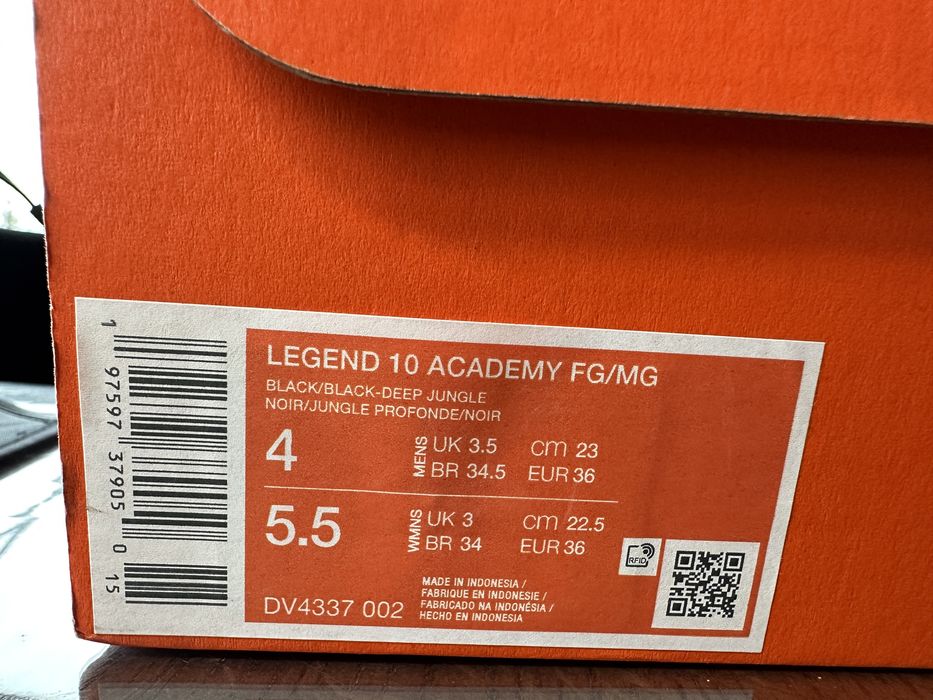 LEGEND 10 ACADEMY FG/MG
BLACK/BLACK-DEEP JUNGLE
NOIR/JUNGLE PROFONDE/NOIR
4 MENS UK 3.5 cm 23
BR 34.5 EUR 36
5.5 WMNS UK 3 cm 22.5
BR 34 EUR 36
RFID
MADE IN INDONESIA /
FABRIQUE EN INDONESIE /
FABRICADO NA INDONÉSIA /
HECHO EN INDONESIA
DV4337 002
1 97597 37905 0 15